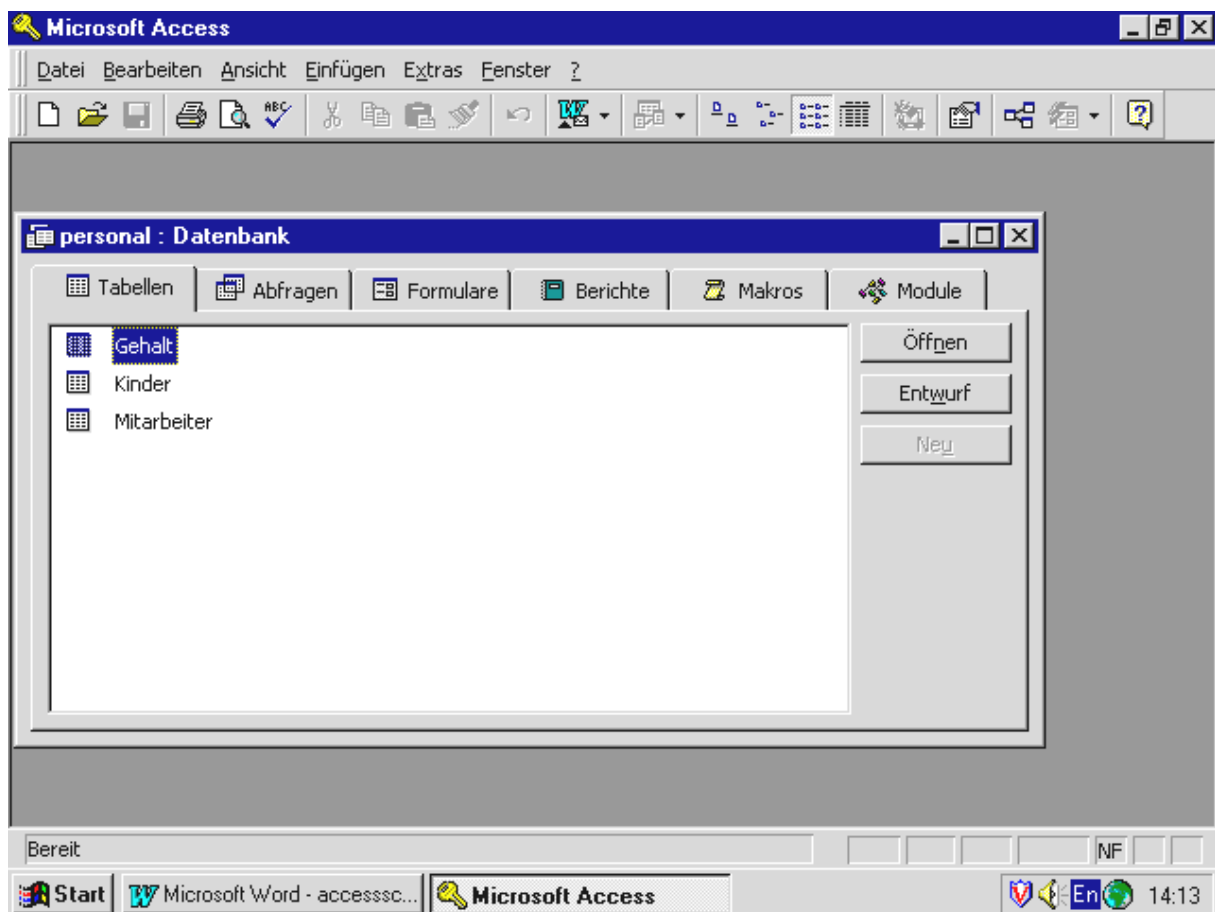 Microsoft Access
Datei Bearbeiten Ansicht Einfügen Extras Fenster ?
ABC
personal : Datenbank
Tabellen Abfragen Formulare Berichte Makros Module
Gehalt
Kinder
Mitarbeiter
Öffnen
Entwurf
Neu
Bereit NF
Start Microsoft Word - accesssc... Microsoft Access En 14:13